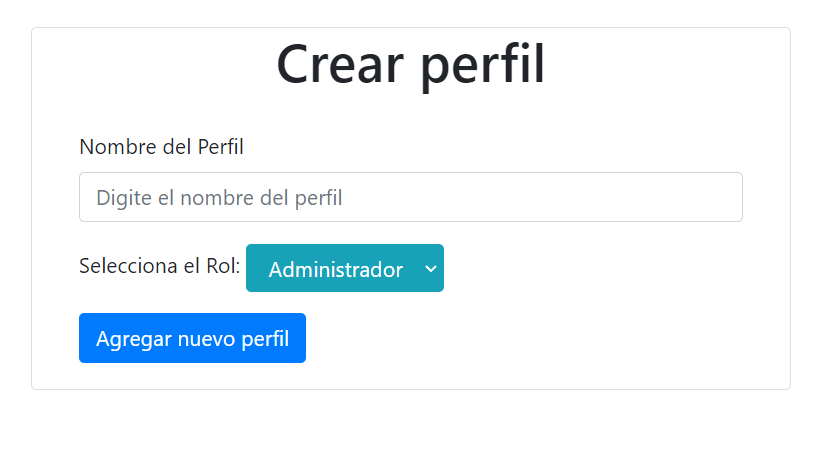 Crear perfil
Nombre del Perfil
Digite el nombre del perfil
Selecciona el Rol: Administrador
Agregar nuevo perfil